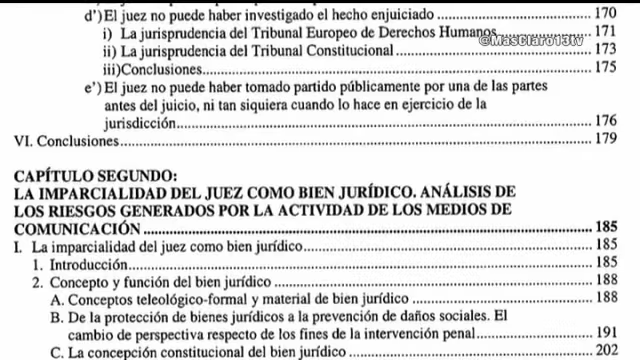 d') El juez no puede haber investigado el hecho enjuiciado ........ 170
i) La jurisprudencia del Tribunal Europeo de Derechos Humanos ........ 171
@MasClaro13tv
ii) La jurisprudencia del Tribunal Constitucional ........ 173
iii)Conclusiones ........ 175
e') El juez no puede haber tomado partido públicamente por una de las partes
antes del juicio, ni tan siquiera cuando lo hace en ejercicio de la
jurisdicción ........ 176
VI. Conclusiones ........ 179
CAPÍTULO SEGUNDO:
LA IMPARCIALIDAD DEL JUEZ COMO BIEN JURÍDICO. ANÁLISIS DE
LOS RIESGOS GENERADOS POR LA ACTIVIDAD DE LOS MEDIOS DE
COMUNICACIÓN ........ 185
I. La imparcialidad del juez como bien jurídico ........ 185
1. Introducción ........ 185
2. Concepto y función del bien jurídico ........ 188
A. Conceptos teleológico-formal y material de bien jurídico ........ 188
B. De la protección de bienes jurídicos a la prevención de daños sociales. El
cambio de perspectiva respecto de los fines de la intervención penal ........ 191
C. La concepción constitucional del bien jurídico ........ 202